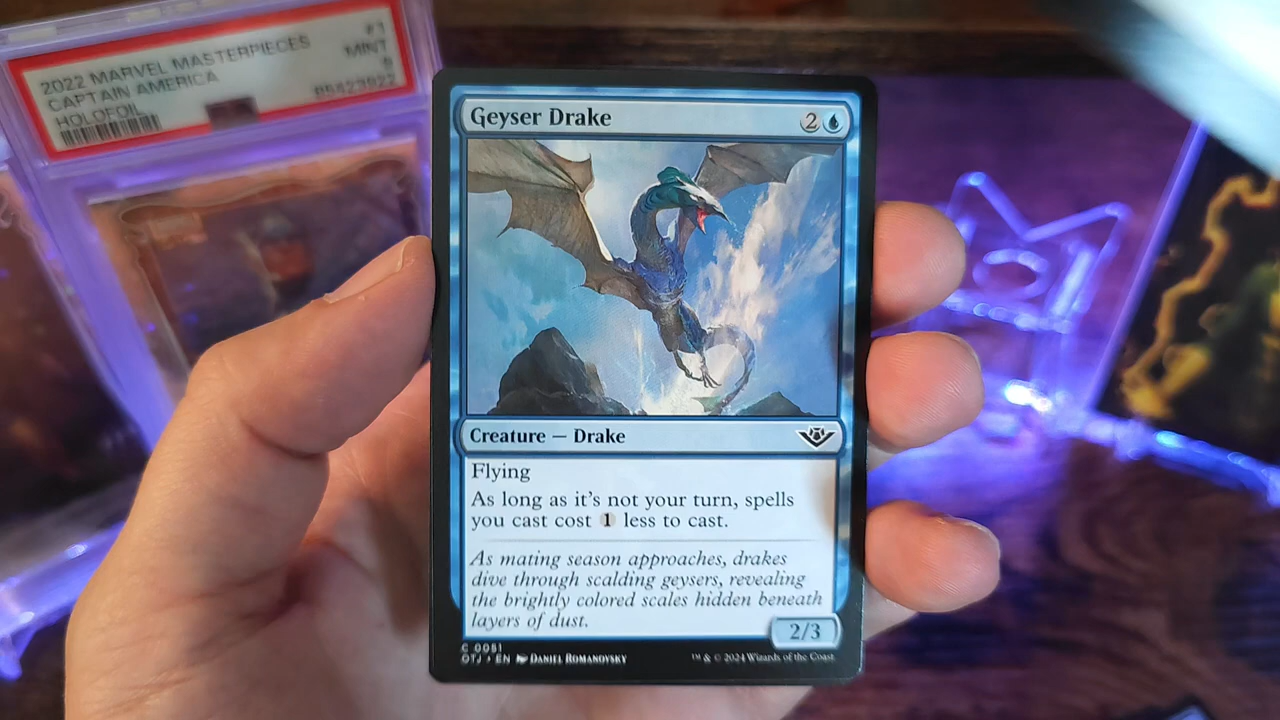 2022 MARVEL MASTERPIECES
CAPTAIN AMERICA
HOLOFOIL
#1
MINT
9
85823922
Geyser Drake
2
Creature — Drake
Flying
As long as it's not your turn, spells
you cast cost 1 less to cast.
As mating season approaches, drakes
dive through scalding geysers, revealing
the brightly colored scales hidden beneath
layers of dust.
2/3
C 0051
OTJ • EN Daniel Romanovsky
™ & © 2024 Wizards of the Coast